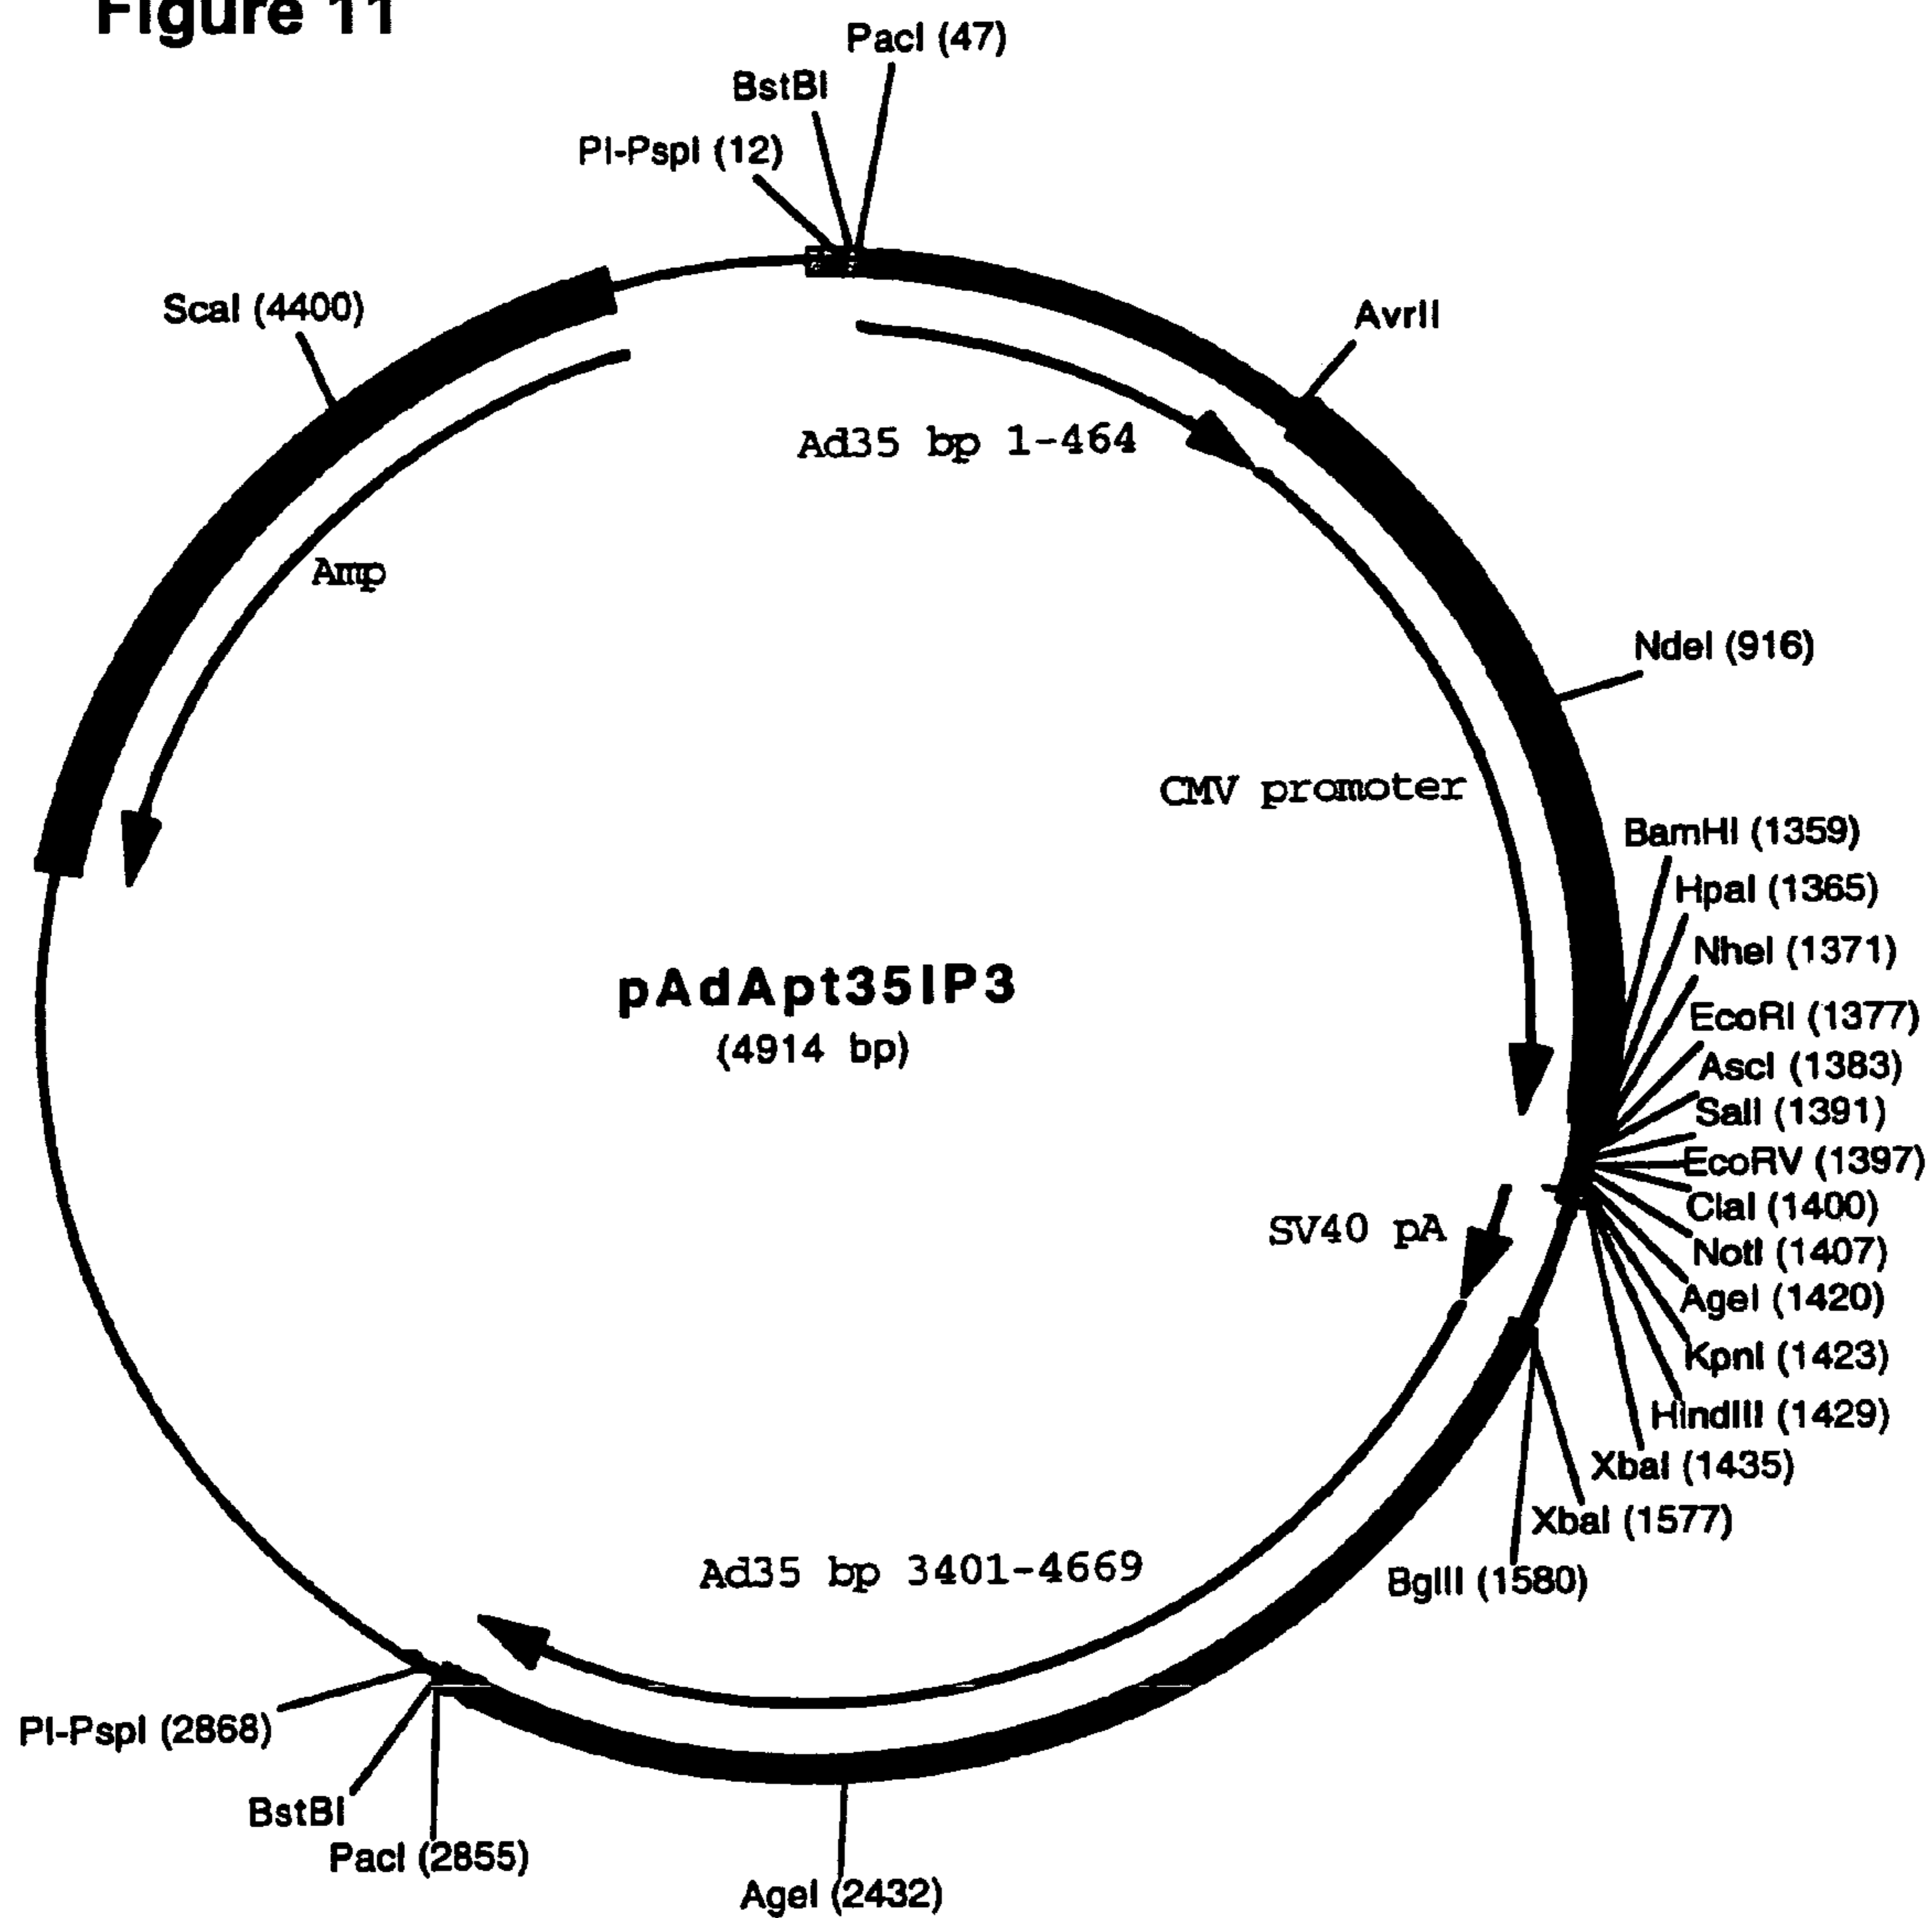 Figure 11
PacI (47)
BstBI
PI-PspI (12)
ScaI (4400)
AvrII
Ad35 bp 1-464
Amp
NdeI (916)
CMV promoter
BamHI (1359)
HpaI (1365)
NheI (1371)
pAdApt35IP3
(4914 bp)
EcoRI (1377)
AscI (1383)
SalI (1391)
EcoRV (1397)
ClaI (1400)
SV40 pA
NotI (1407)
AgeI (1420)
KpnI (1423)
HindIII (1429)
XbaI (1435)
XbaI (1577)
BglII (1580)
Ad35 bp 3401-4669
PI-PspI (2868)
BstBI
PacI (2855)
AgeI (2432)